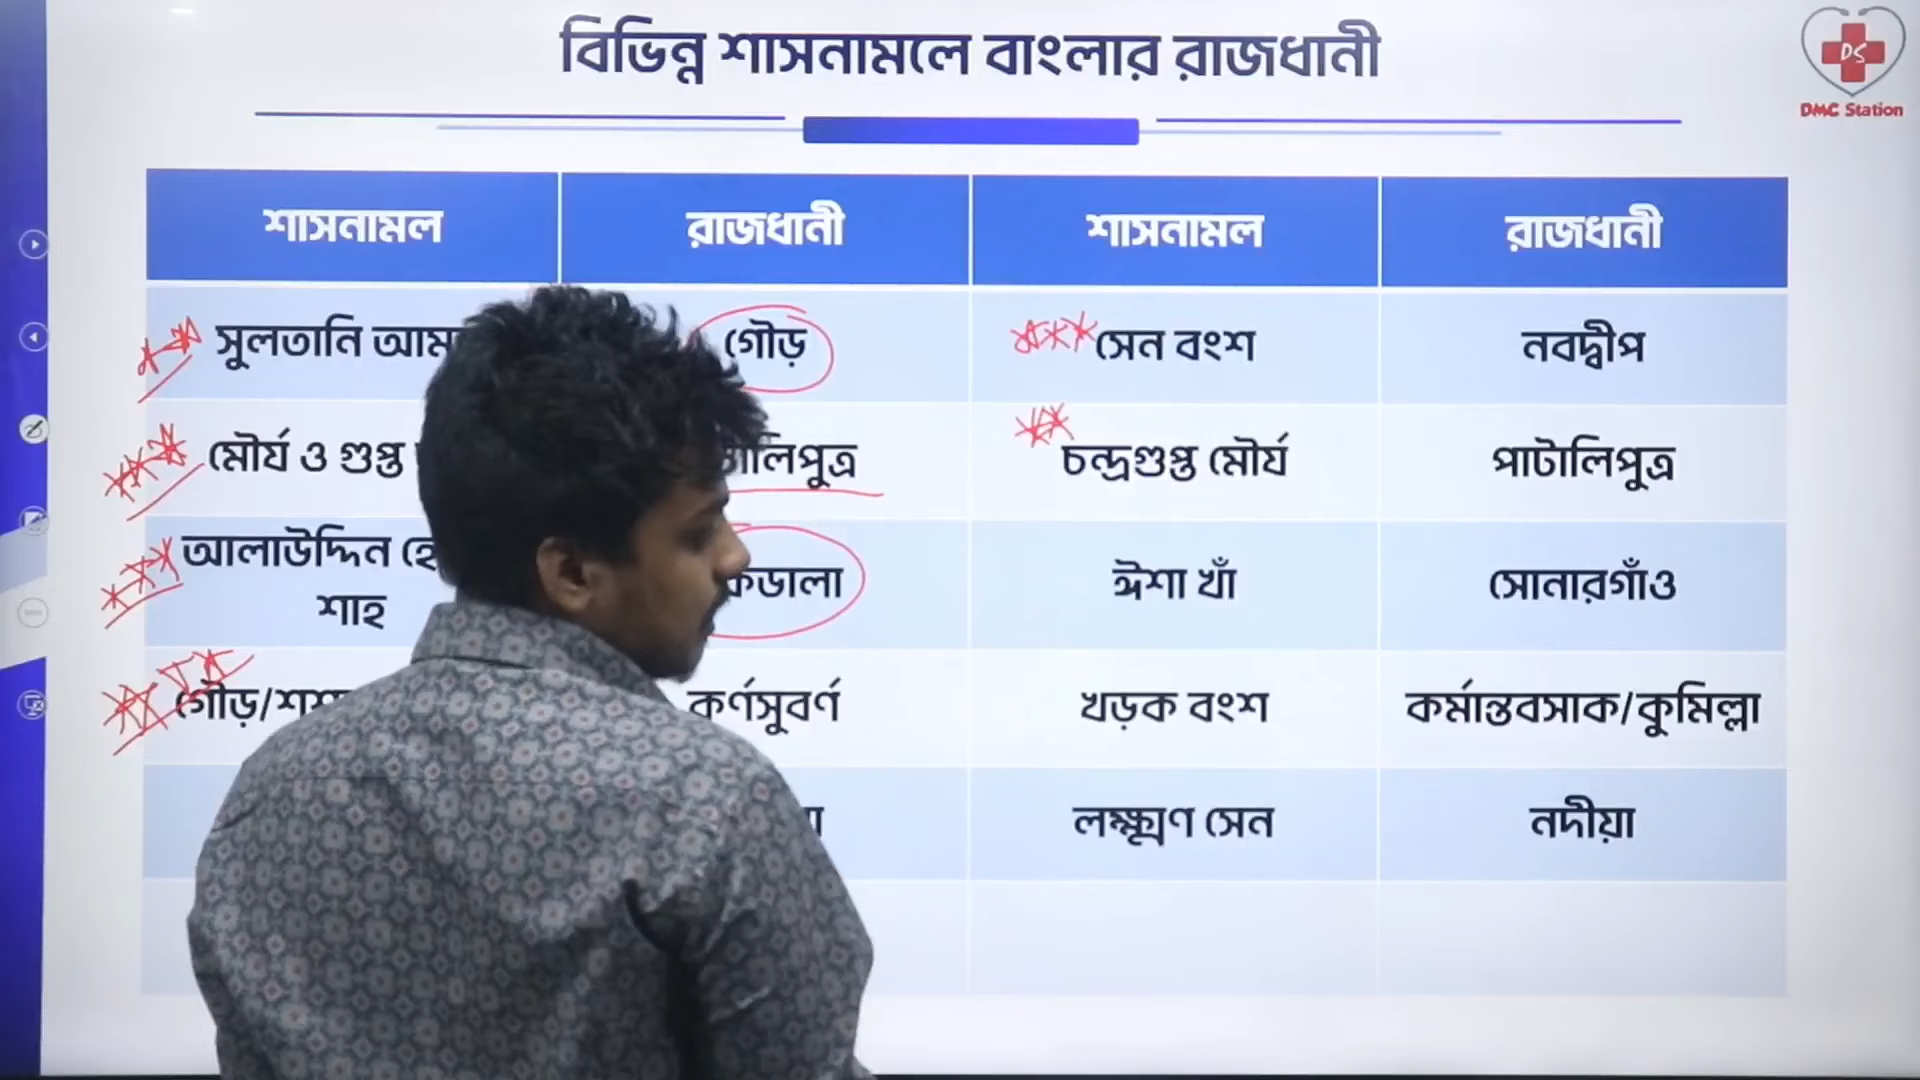 বিভিন্ন শাসনামলে বাংলার রাজধানী
DS
DMC Station
শাসনামল রাজধানী শাসনামল রাজধানী
সুলতানি গৌড় সেন বংশ নবদ্বীপ
মৌর্য ও গুপ্ত চন্দ্রগুপ্ত মৌর্য পাটালিপুত্র
আলাউদ্দিন
শাহ ঈশা খাঁ সোনারগাঁও
কর্ণসুবর্ণ খড়ক বংশ কর্মান্তবসাক/কুমিল্লা
লক্ষ্মণ সেন নদীয়া